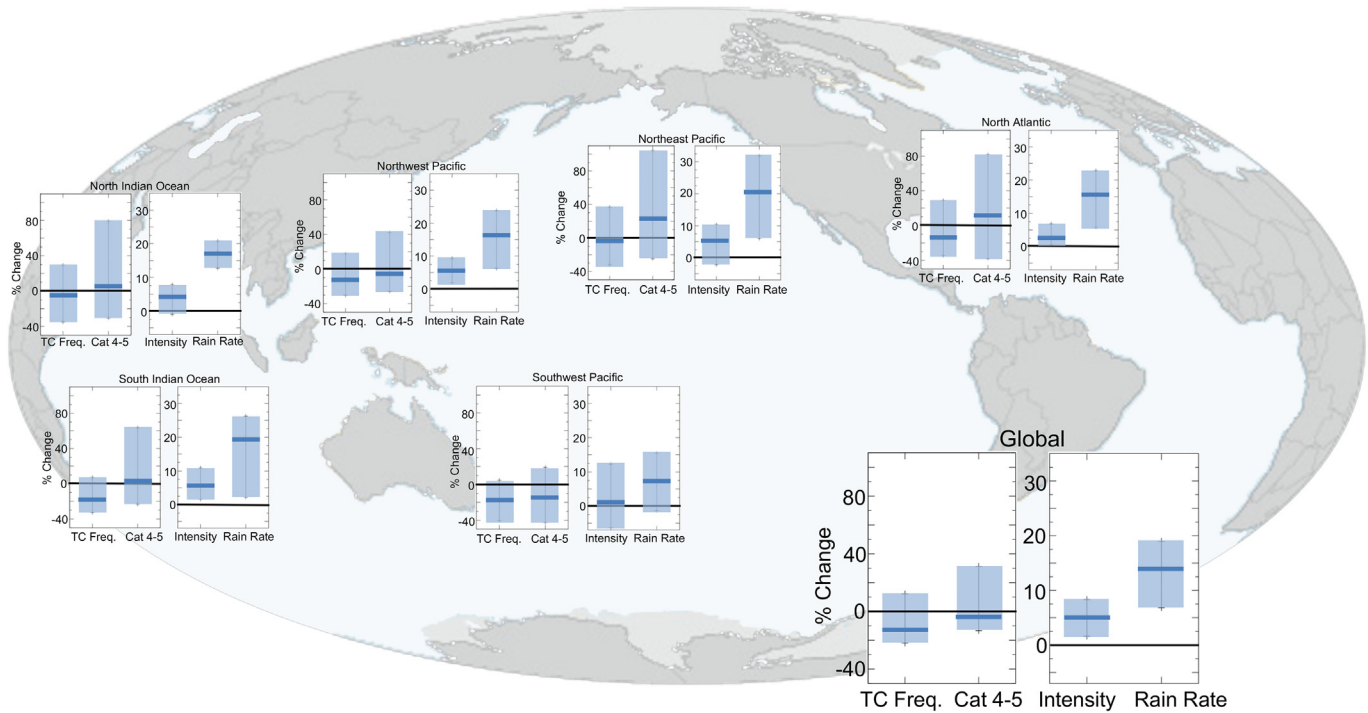 North Indian Ocean
% Change
80
40
0
-40
30
20
10
0
TC Freq. Cat 4-5
Intensity Rain Rate
Northwest Pacific
% Change
80
40
0
-40
30
20
10
0
TC Freq. Cat 4-5
Intensity Rain Rate
Northeast Pacific
% Change
80
40
0
-40
30
20
10
0
TC Freq. Cat 4-5
Intensity Rain Rate
North Atlantic
% Change
80
40
0
-40
30
20
10
0
TC Freq. Cat 4-5
Intensity Rain Rate
South Indian Ocean
% Change
80
40
0
-40
30
20
10
0
TC Freq. Cat 4-5
Intensity Rain Rate
Southwest Pacific
% Change
80
40
0
-40
30
20
10
0
TC Freq. Cat 4-5
Intensity Rain Rate
Global
% Change
80
40
0
-40
30
20
10
0
TC Freq. Cat 4-5
Intensity Rain Rate